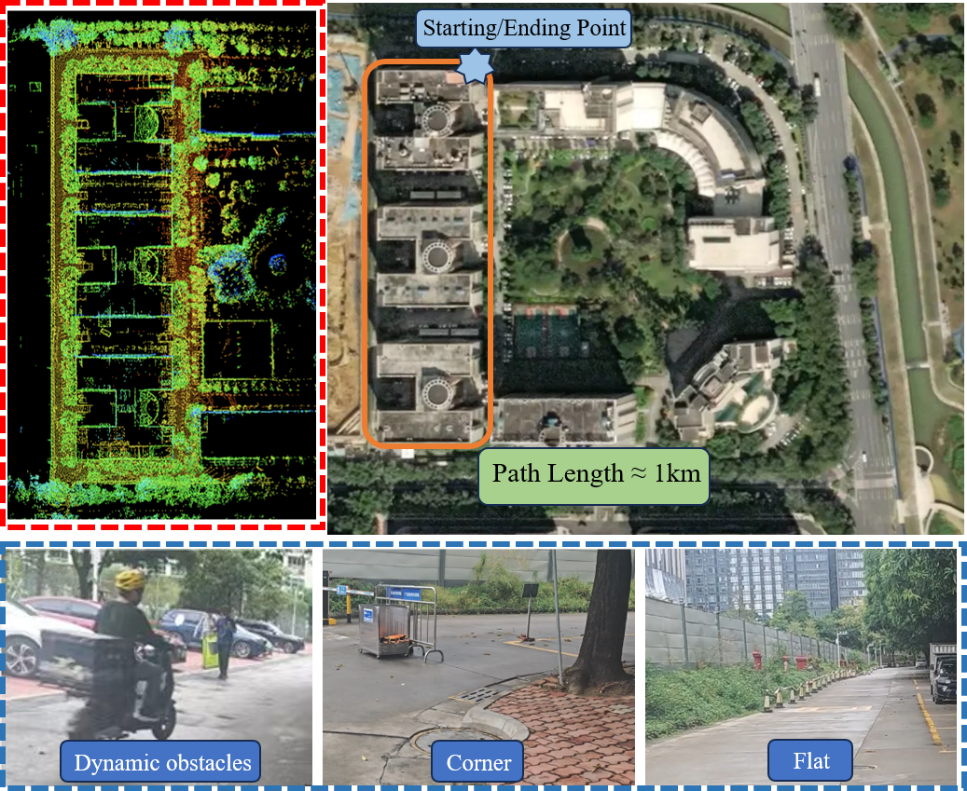 Starting/Ending Point
Path Length ≈ 1km
Dynamic obstacles
Corner
Flat